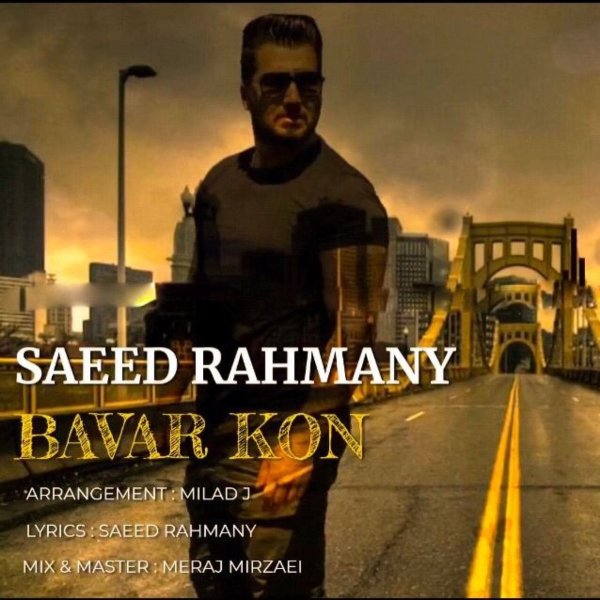 SAEED RAHMANY
BAVAR KON
ARRANGEMENT : MILAD J
LYRICS : SAEED RAHMANY
MIX & MASTER : MERAJ MIRZAEI